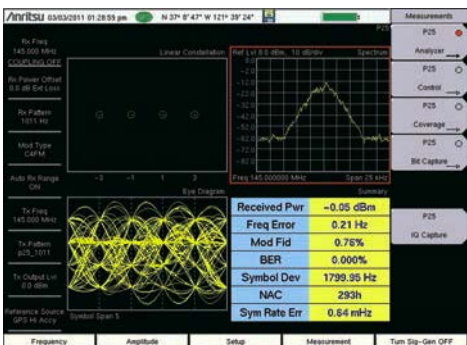 Anritsu 03/03/2011 01:28:59 pm N 37° 8' 47" W 121° 39' 24"
Measurements
P25
Rx Freq
145.000 MHz
COUPLING OFF
Rx Power Offset
0.0 dB Ext Loss
Rx Pattern
1011 Hz
Mod Type
C4FM
Auto Rx Range
ON
Tx Freq
145.000 MHz
Tx Pattern
p25_1011
Tx Output Lvl
0.0 dBm
Reference Source
GPS Hi Accy
Linear Constellation
-3 -1 1 3
Ref Lvl 0.0 dBm, 10 dB/div Spectrum
Freq 145.000000 MHz Span 25 kHz
Eye Diagram
Symbol Span 5
Summary
Received Pwr -0.05 dBm
Freq Error 0.21 Hz
Mod Fid 0.76%
BER 0.000%
Symbol Dev 1799.95 Hz
NAC 293h
Sym Rate Err 0.64 mHz
P25
Analyzer
P25
Control
P25
Coverage
P25
Bit Capture
P25
IQ Capture
Frequency Amplitude Setup Measurement Turn Sig-Gen OFF